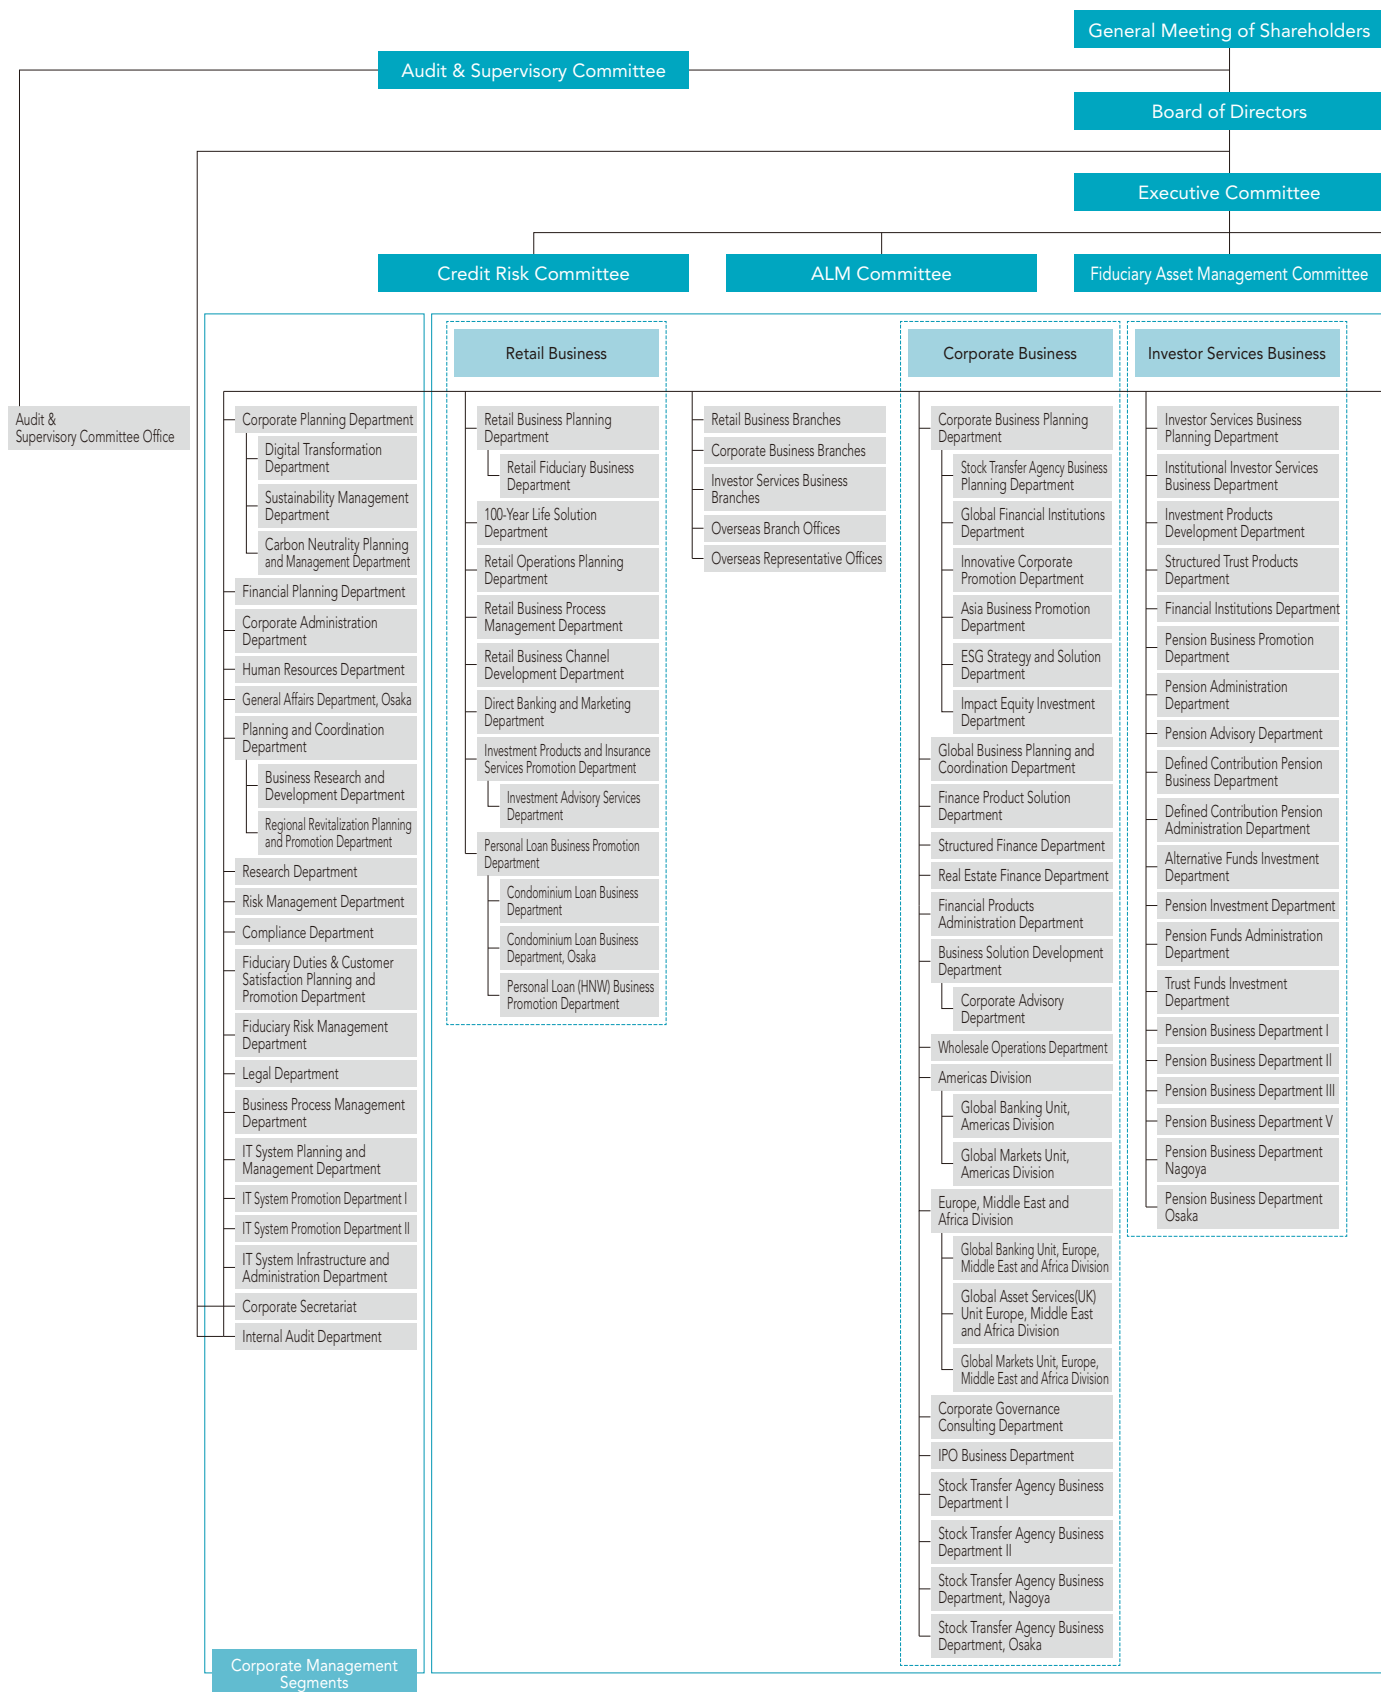 General Meeting of Shareholders
Audit & Supervisory Committee
Board of Directors
Executive Committee
Credit Risk Committee
ALM Committee
Fiduciary Asset Management Committee
Audit &
Supervisory Committee Office
Corporate Planning Department
Digital Transformation
Department
Sustainability Management
Department
Carbon Neutrality Planning
and Management Department
Financial Planning Department
Corporate Administration
Department
Human Resources Department
General Affairs Department, Osaka
Planning and Coordination
Department
Business Research and
Development Department
Regional Revitalization Planning
and Promotion Department
Research Department
Risk Management Department
Compliance Department
Fiduciary Duties & Customer
Satisfaction Planning and
Promotion Department
Fiduciary Risk Management
Department
Legal Department
Business Process Management
Department
IT System Planning and
Management Department
IT System Promotion Department I
IT System Promotion Department II
IT System Infrastructure and
Administration Department
Corporate Secretariat
Internal Audit Department
Corporate Management
Segments
Retail Business
Retail Business Planning
Department
Retail Fiduciary Business
Department
100-Year Life Solution
Department
Retail Operations Planning
Department
Retail Business Process
Management Department
Retail Business Channel
Development Department
Direct Banking and Marketing
Department
Investment Products and Insurance
Services Promotion Department
Investment Advisory Services
Department
Personal Loan Business Promotion
Department
Condominium Loan Business
Department
Condominium Loan Business
Department, Osaka
Personal Loan (HNW) Business
Promotion Department
Retail Business Branches
Corporate Business Branches
Investor Services Business
Branches
Overseas Branch Offices
Overseas Representative Offices
Corporate Business
Corporate Business Planning
Department
Stock Transfer Agency Business
Planning Department
Global Financial Institutions
Department
Innovative Corporate
Promotion Department
Asia Business Promotion
Department
ESG Strategy and Solution
Department
Impact Equity Investment
Department
Global Business Planning and
Coordination Department
Finance Product Solution
Department
Structured Finance Department
Real Estate Finance Department
Financial Products
Administration Department
Business Solution Development
Department
Corporate Advisory
Department
Wholesale Operations Department
Americas Division
Global Banking Unit,
Americas Division
Global Markets Unit,
Americas Division
Europe, Middle East and
Africa Division
Global Banking Unit, Europe,
Middle East and Africa Division
Global Asset Services(UK)
Unit Europe, Middle East
and Africa Division
Global Markets Unit, Europe,
Middle East and Africa Division
Corporate Governance
Consulting Department
IPO Business Department
Stock Transfer Agency Business
Department I
Stock Transfer Agency Business
Department II
Stock Transfer Agency Business
Department, Nagoya
Stock Transfer Agency Business
Department, Osaka
Investor Services Business
Investor Services Business
Planning Department
Institutional Investor Services
Business Department
Investment Products
Development Department
Structured Trust Products
Department
Financial Institutions Department
Pension Business Promotion
Department
Pension Administration
Department
Pension Advisory Department
Defined Contribution Pension
Business Department
Defined Contribution Pension
Administration Department
Alternative Funds Investment
Department
Pension Investment Department
Pension Funds Administration
Department
Trust Funds Investment
Department
Pension Business Department I
Pension Business Department II
Pension Business Department III
Pension Business Department V
Pension Business Department
Nagoya
Pension Business Department
Osaka